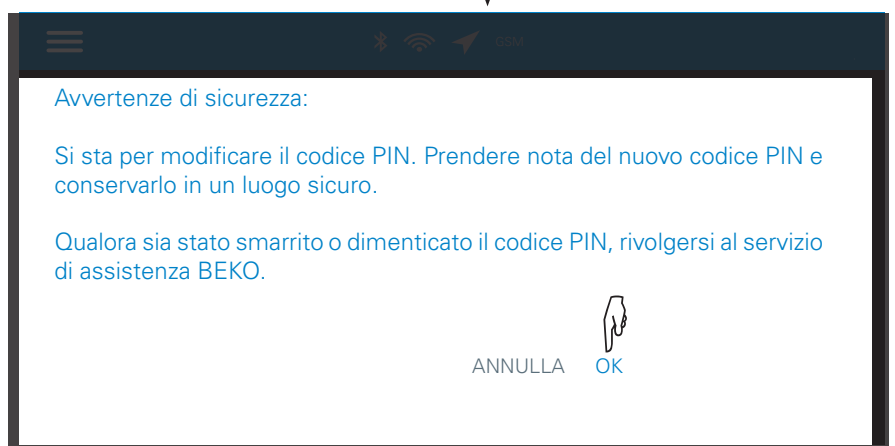 GSM
Avvertenze di sicurezza:
Si sta per modificare il codice PIN. Prendere nota del nuovo codice PIN e
conservarlo in un luogo sicuro.
Qualora sia stato smarrito o dimenticato il codice PIN, rivolgersi al servizio
di assistenza BEKO.
ANNULLA OK